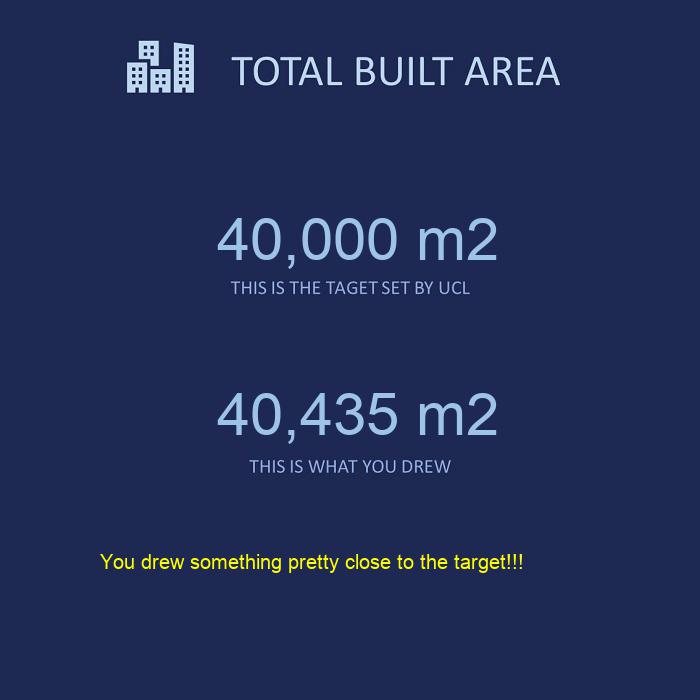 TOTAL BUILT AREA
40,000 m2
THIS IS THE TAGET SET BY UCL
40,435 m2
THIS IS WHAT YOU DREW
You drew something pretty close to the target!!!